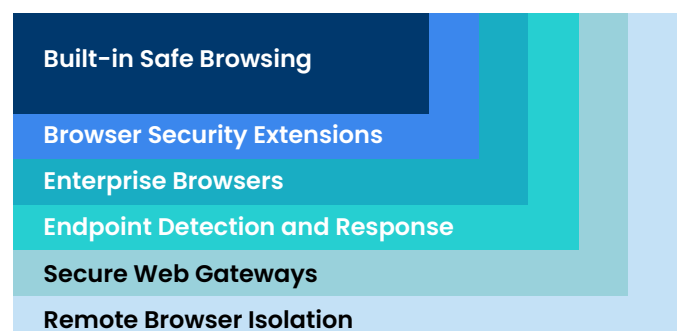 Built-in Safe Browsing
Browser Security Extensions
Enterprise Browsers
Endpoint Detection and Response
Secure Web Gateways
Remote Browser Isolation